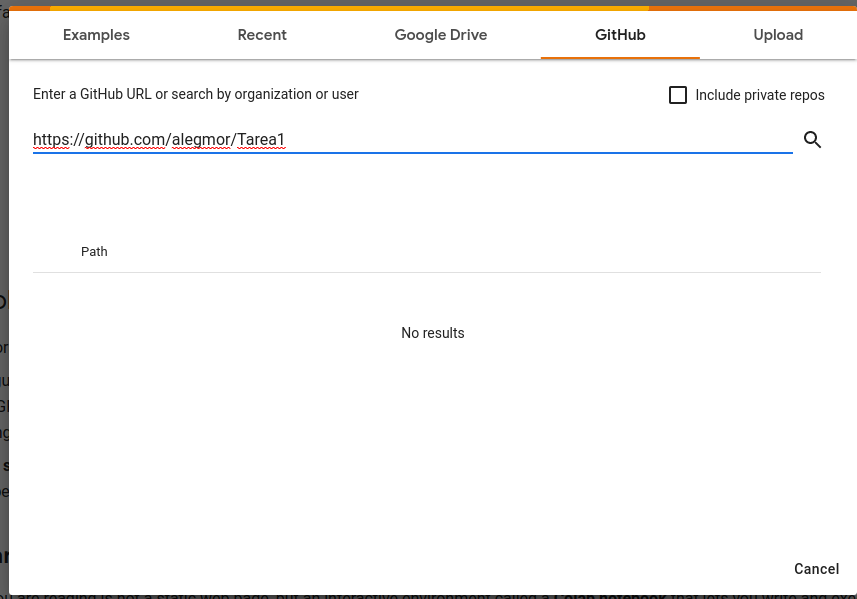 Examples Recent Google Drive GitHub Upload
Enter a GitHub URL or search by organization or user
Include private repos
https://github.com/alegmor/Tarea1
Path
No results
Cancel